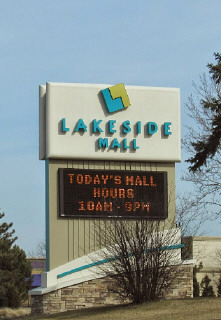 LAKESIDE
MALL
TODAY'S MALL
HOURS
10AM - 9PM